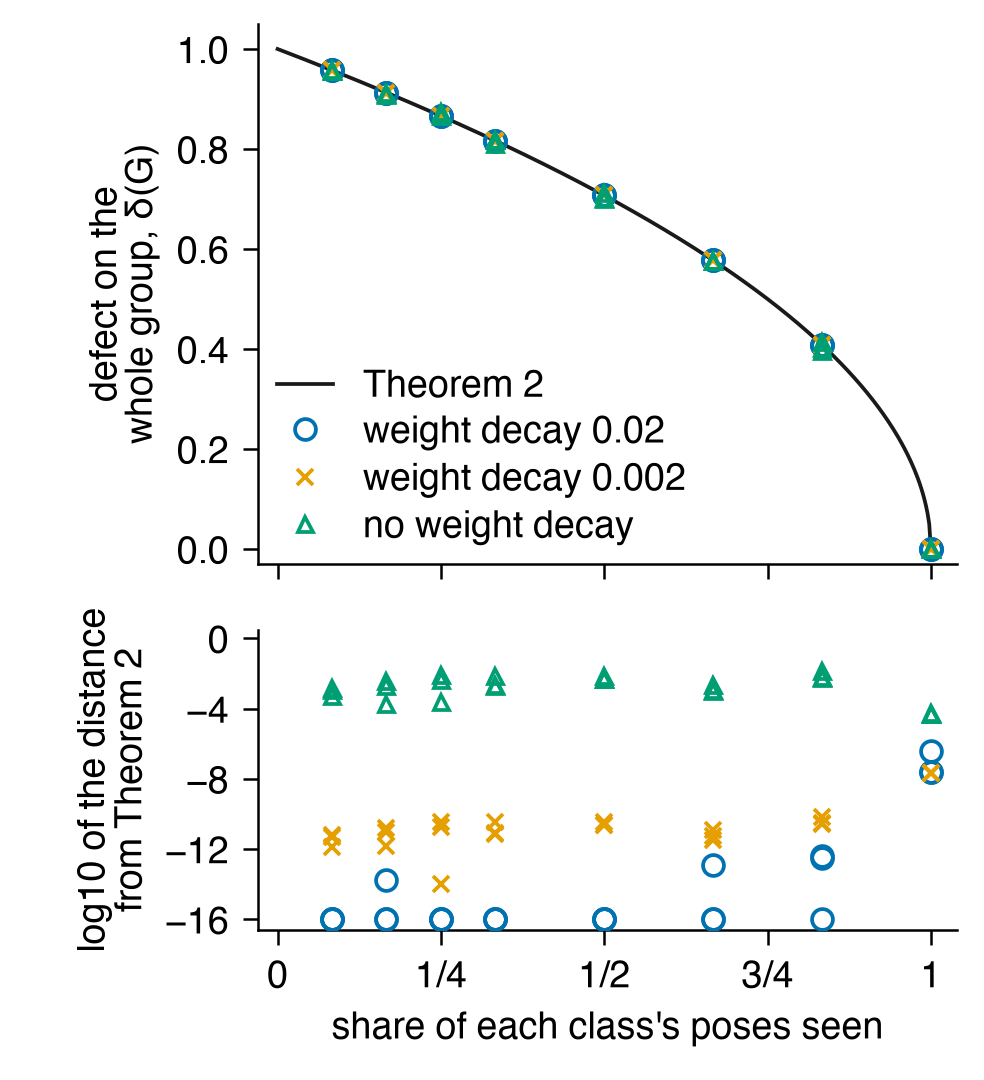 defect on the
whole group, δ(G)
1.0
0.8
0.6
0.4
0.2
0.0
Theorem 2
weight decay 0.02
weight decay 0.002
no weight decay
log10 of the distance
from Theorem 2
0
−4
−8
−12
−16
0
1/4
1/2
3/4
1
share of each class's poses seen